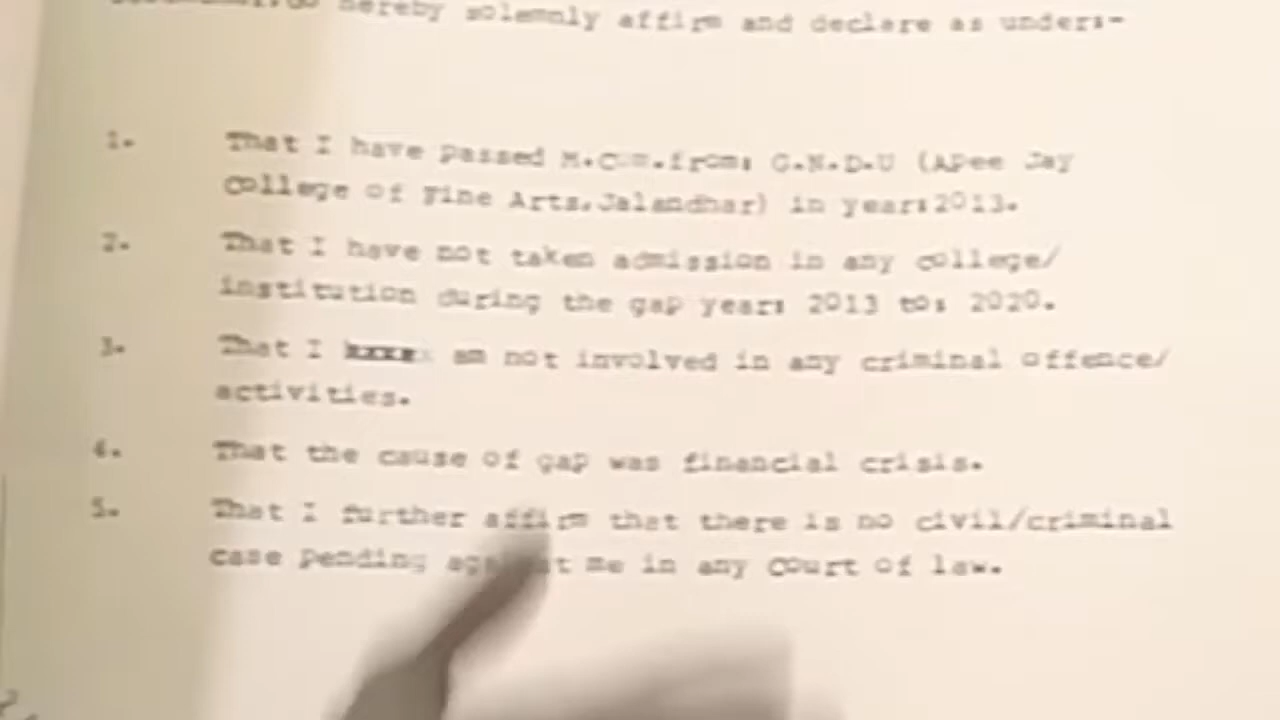 hereby solemnly affirm and declare as under:-
1. That I have passed M.Com.from: G.N.D.U (APee Jay
College of Fine Arts,Jalandhar) in year:2013.
2. That I have not taken admission in any college/
institution during the gap year: 2013 to: 2020.
3. That I am not involved in any criminal offence/
activities.
4. That the cause of gap was financial crisis.
5. That I further affirm that there is no civil/criminal
case pending against me in any Court of law.